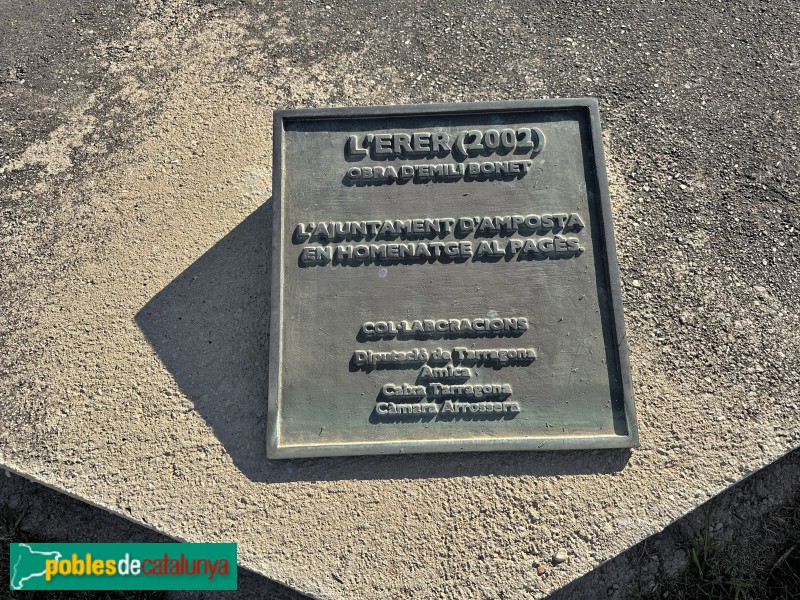 L'ERER (2002)
OBRA D'EMILI BONET
L'AJUNTAMENT D'AMPOSTA
EN HOMENATGE AL PAGÈS.
COL·LABORACIONS
Diputació de Tarragona
Amica
Caixa Tarragona
Càmara Arrossera
poblesdecatalunya